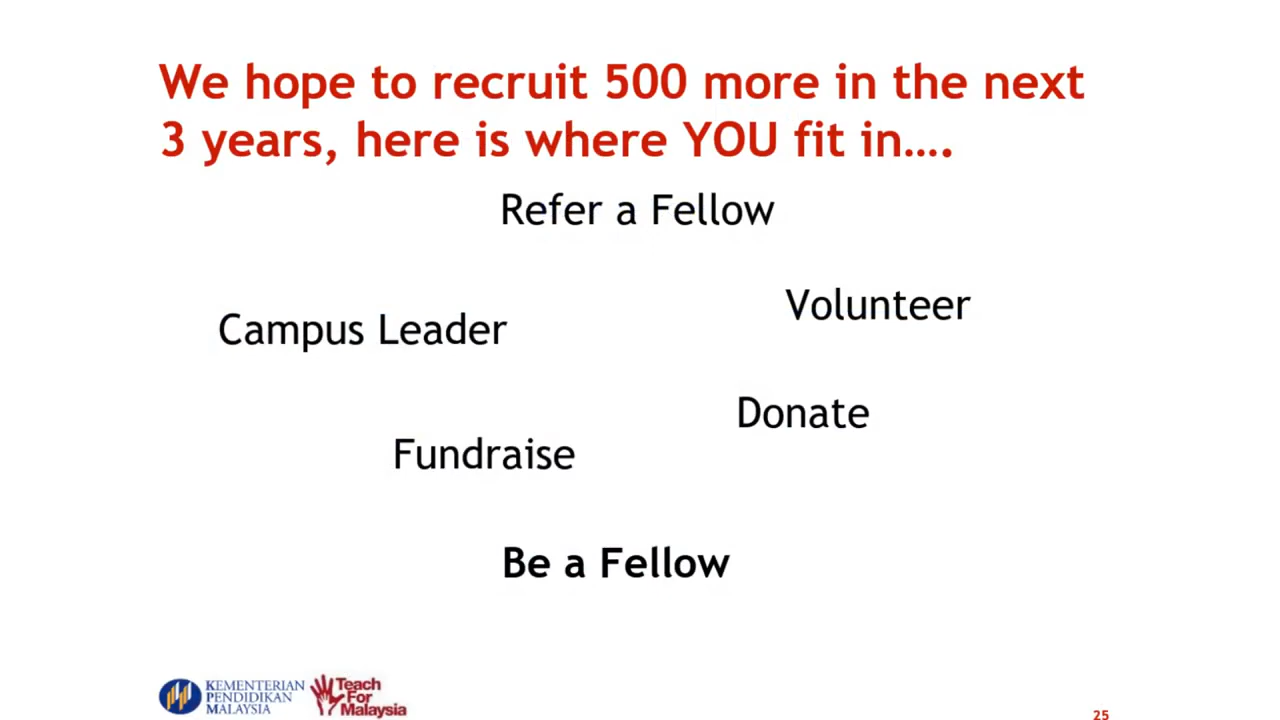 We hope to recruit 500 more in the next
3 years, here is where YOU fit in….
Refer a Fellow
Volunteer
Campus Leader
Donate
Fundraise
Be a Fellow
KEMENTERIAN
PENDIDIKAN
MALAYSIA
Teach
For
Malaysia
25